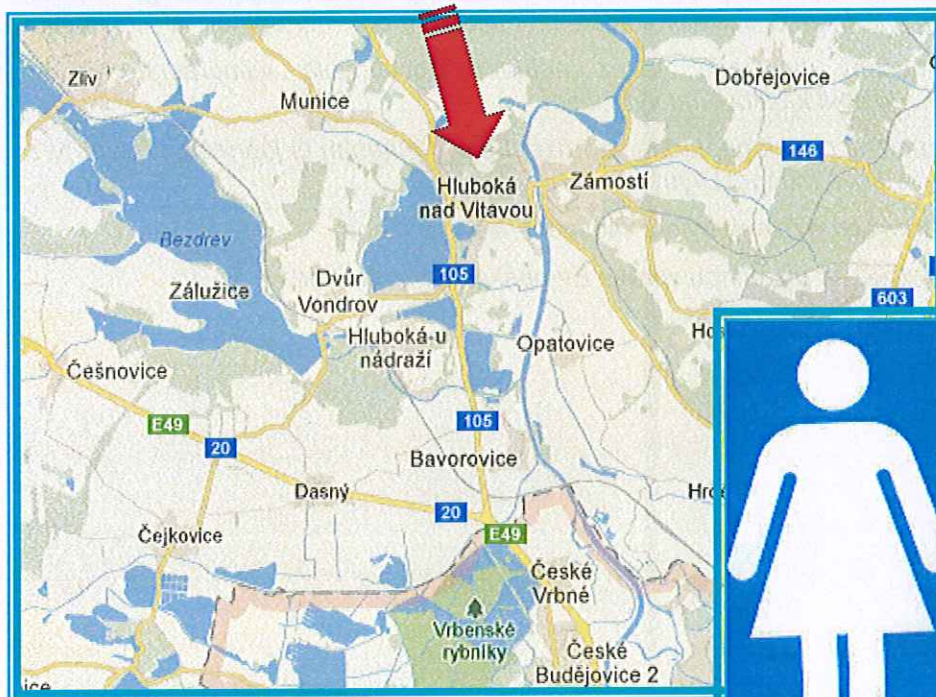 Zliv
Munice
Dobřejovice
146
Hluboká
nad Vltavou
Zámostí
Bezdrev
Zálužice
Dvůr
Vondrov
105
603
Hluboká u
nádraží
Opatovice
Češnovice
E49
20
105
Bavorovice
Dasný
20
E49
Čejkovice
České
Vrbné
Vrbenské
rybníky
České
Budějovice 2